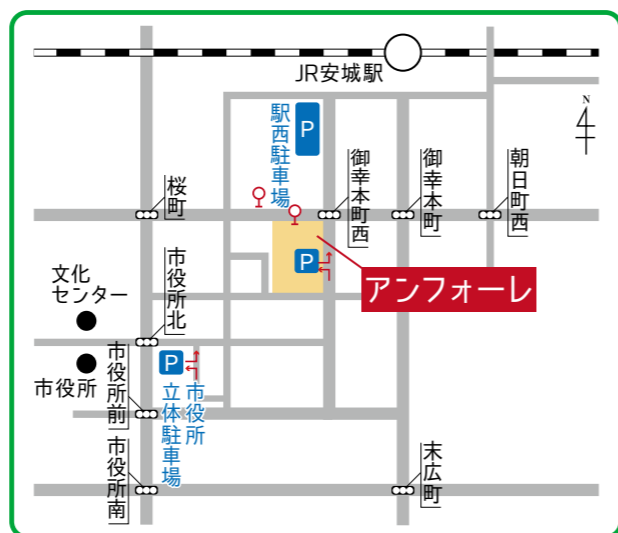 JR安城駅
N
駅西駐車場
P
桜町
御幸本町西
御幸本町
朝日町西
P
アンフォーレ
文化
センター
市役所北
市役所
P
市役所
立体駐車場
市役所前
市役所南
末広町